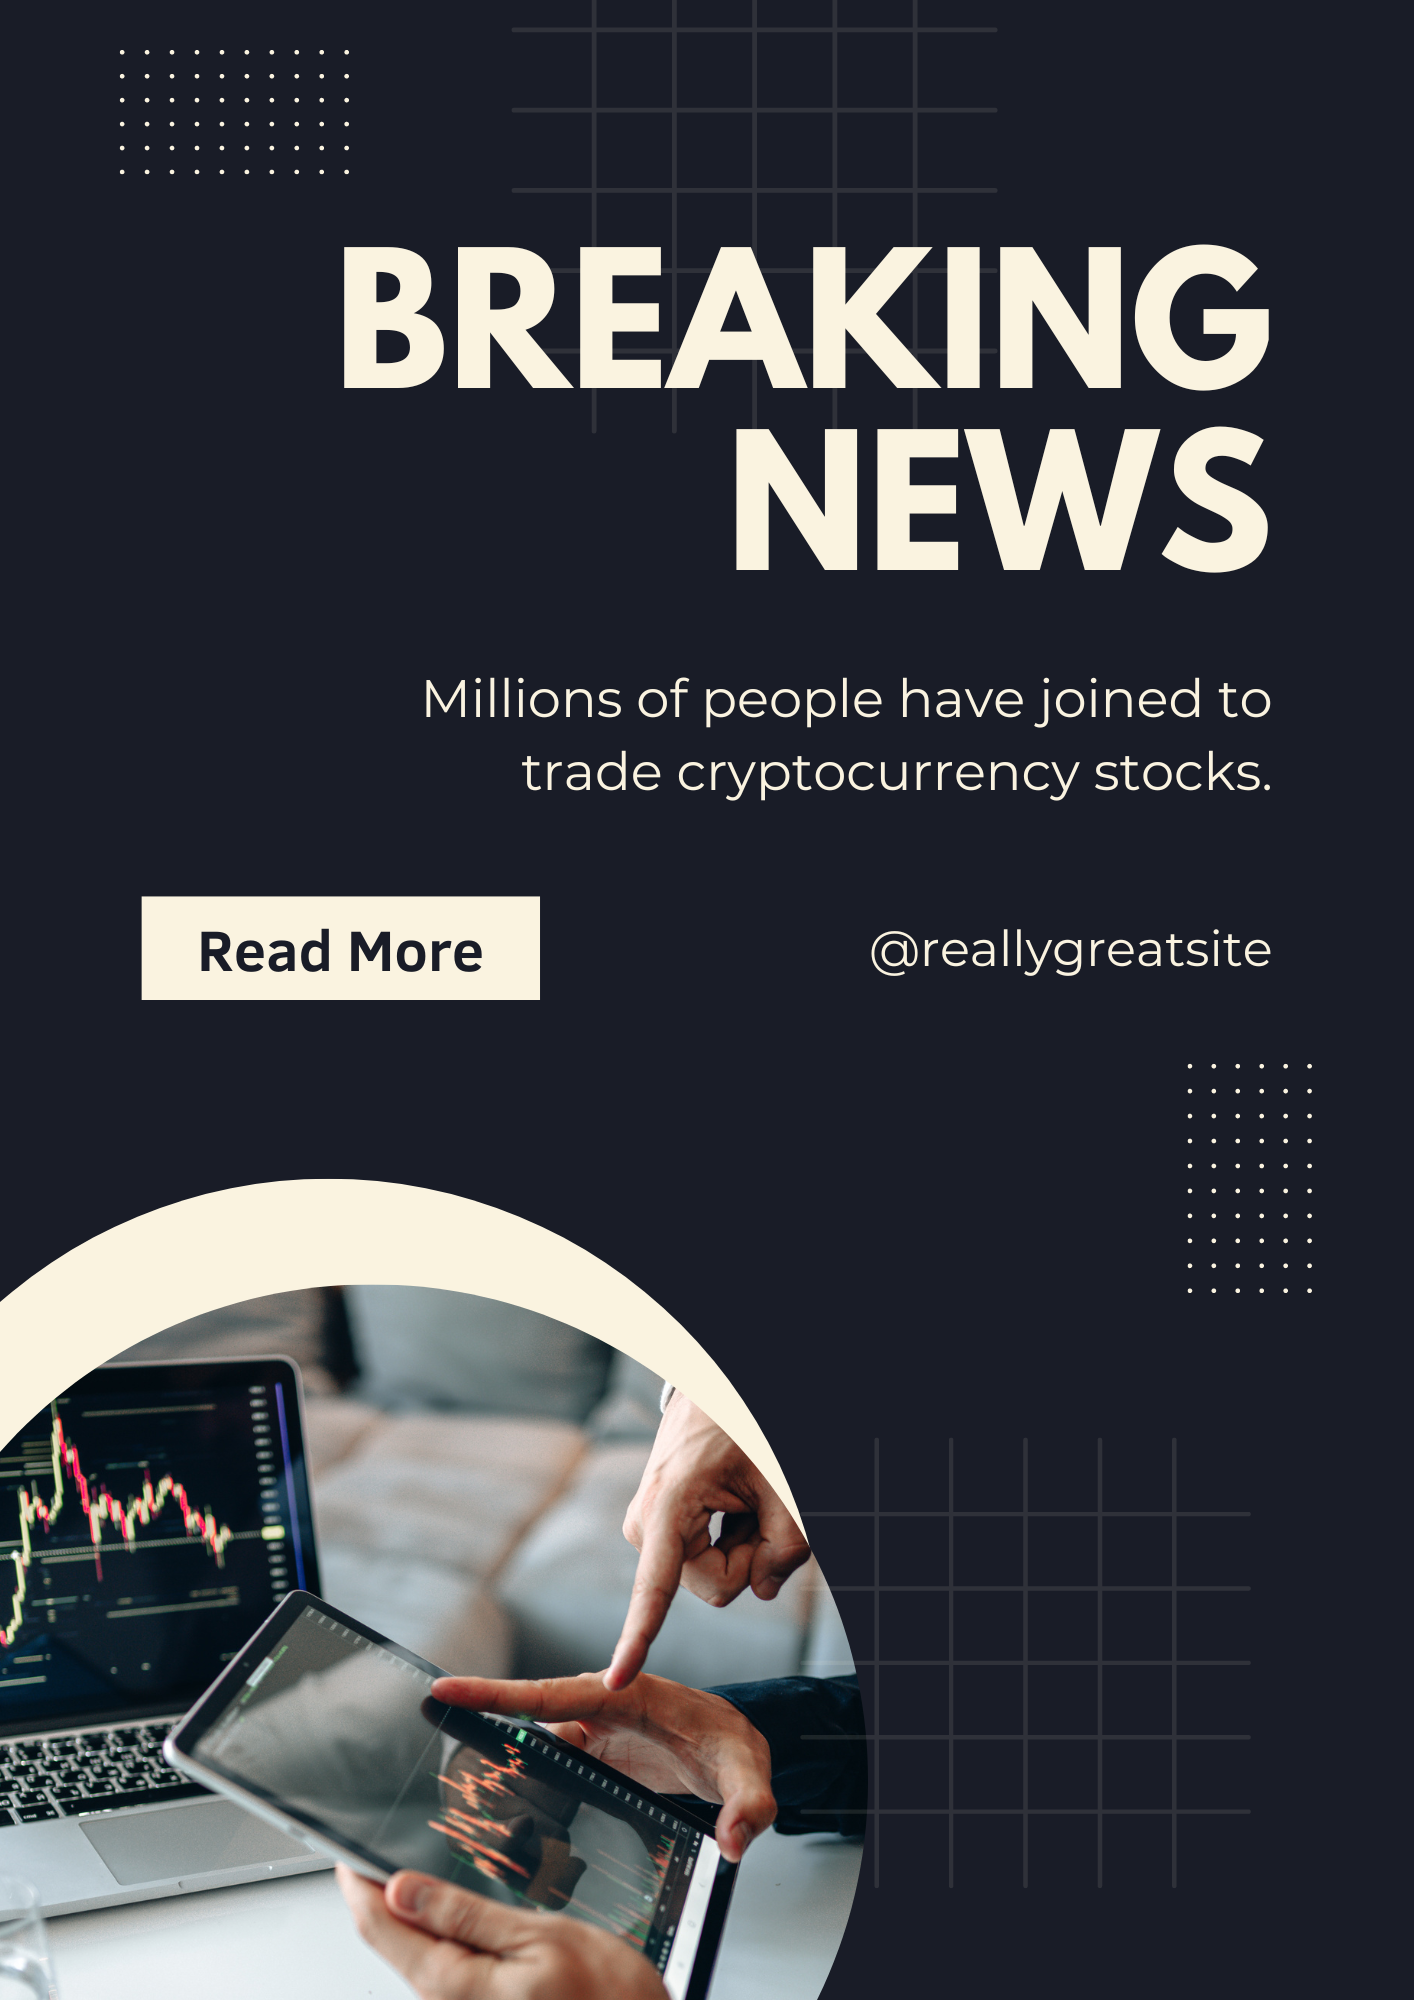 BREAKING
NEWS
Millions of people have joined to
trade cryptocurrency stocks.
Read More
@reallygreatsite